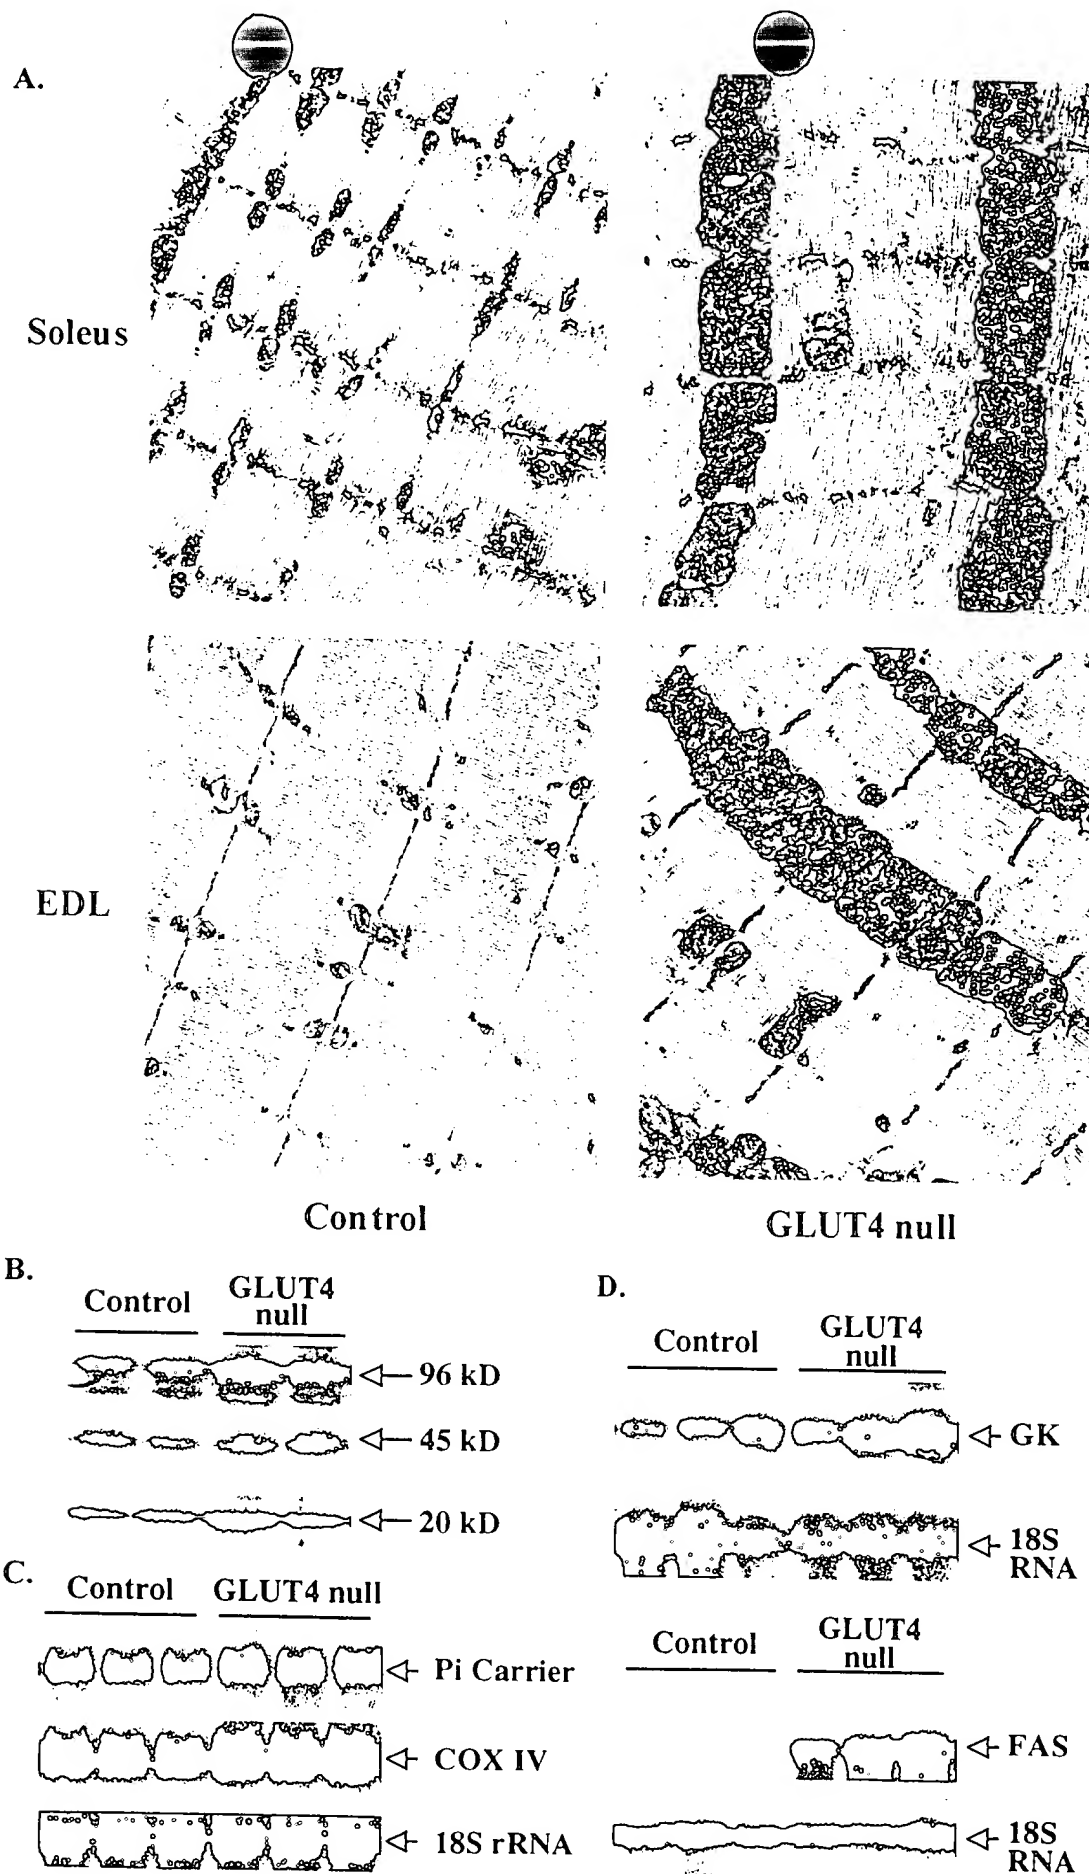 A.
Soleus
EDL
Control
GLUT4 null
B.
Control
GLUT4
null
96 kD
45 kD
20 kD
C.
Control
GLUT4 null
Pi Carrier
COX IV
18S rRNA
D.
Control
GLUT4
null
GK
18S
RNA
Control
GLUT4
null
FAS
18S
RNA